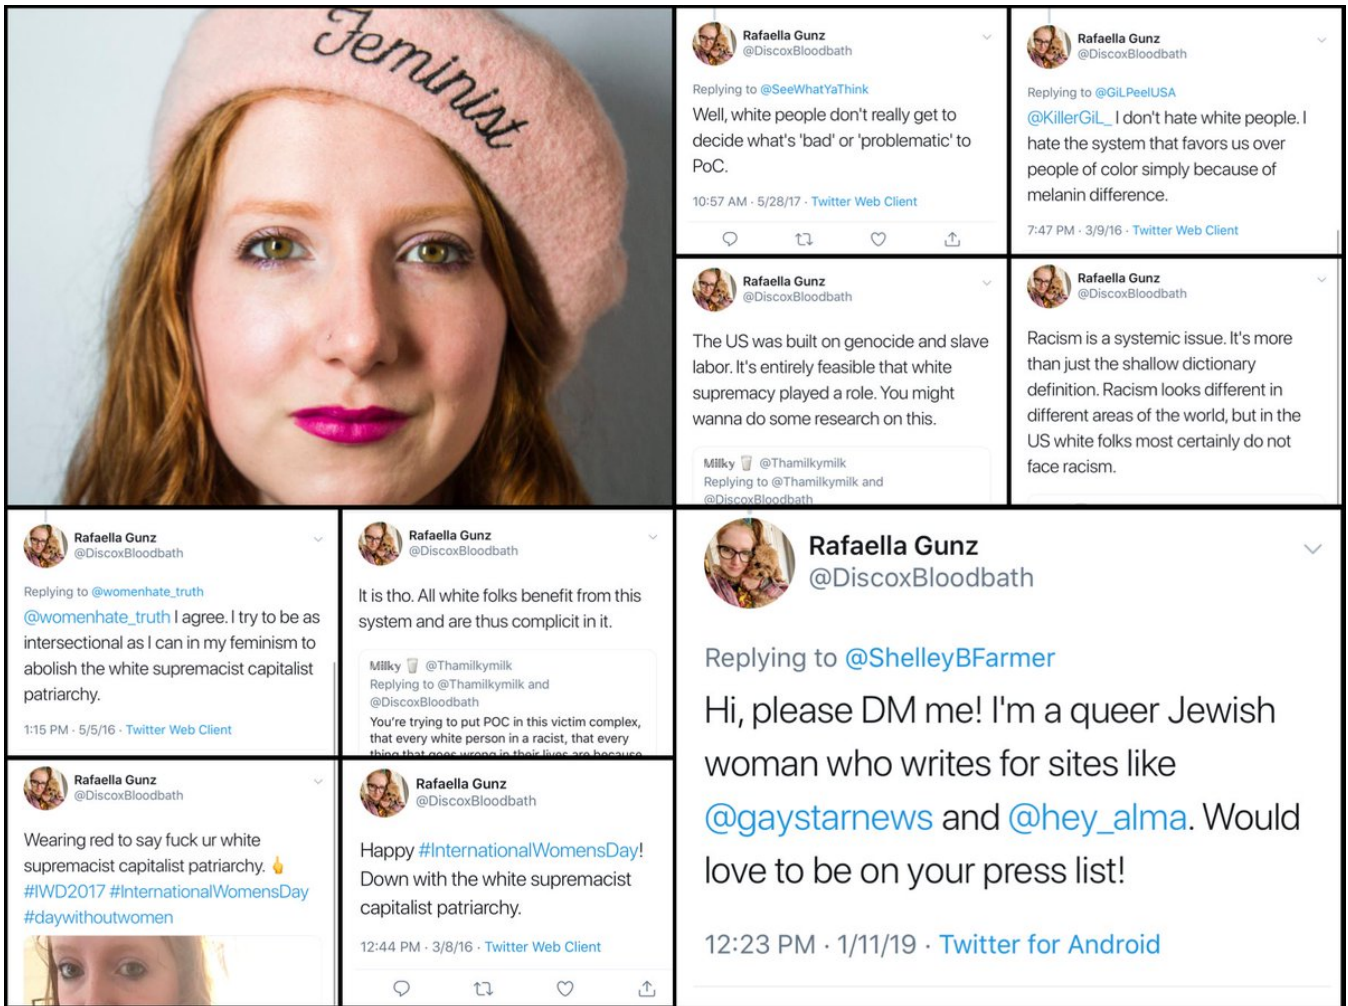 Feminist
Rafaella Gunz
@DiscoxBloodbath
Replying to @SeeWhatYaThink
Well, white people don't really get to
decide what's 'bad' or 'problematic' to
PoC.
10:57 AM · 5/28/17 · Twitter Web Client
Rafaella Gunz
@DiscoxBloodbath
Replying to @GiLPeelUSA
@KillerGiL_ I don't hate white people. I
hate the system that favors us over
people of color simply because of
melanin difference.
7:47 PM · 3/9/16 · Twitter Web Client
Rafaella Gunz
@DiscoxBloodbath
The US was built on genocide and slave
labor. It's entirely feasible that white
supremacy played a role. You might
wanna do some research on this.
Milky 🥛 @Thamilkymilk
Replying to @Thamilkymilk and
@DiscoxBloodbath
Rafaella Gunz
@DiscoxBloodbath
Racism is a systemic issue. It's more
than just the shallow dictionary
definition. Racism looks different in
different areas of the world, but in the
US white folks most certainly do not
face racism.
Rafaella Gunz
@DiscoxBloodbath
Replying to @womenhate_truth
@womenhate_truth I agree. I try to be as
intersectional as I can in my feminism to
abolish the white supremacist capitalist
patriarchy.
1:15 PM · 5/5/16 · Twitter Web Client
Rafaella Gunz
@DiscoxBloodbath
It is tho. All white folks benefit from this
system and are thus complicit in it.
Milky 🥛 @Thamilkymilk
Replying to @Thamilkymilk and
@DiscoxBloodbath
You're trying to put POC in this victim complex,
that every white person in a racist, that every
thing that goes wrong in their lives are because
Rafaella Gunz
@DiscoxBloodbath
Wearing red to say fuck ur white
supremacist capitalist patriarchy. 🖕
#IWD2017 #InternationalWomensDay
#daywithoutwomen
Rafaella Gunz
@DiscoxBloodbath
Happy #InternationalWomensDay!
Down with the white supremacist
capitalist patriarchy.
12:44 PM · 3/8/16 · Twitter Web Client
Rafaella Gunz
@DiscoxBloodbath
Replying to @ShelleyBFarmer
Hi, please DM me! I'm a queer Jewish
woman who writes for sites like
@gaystarnews and @hey_alma. Would
love to be on your press list!
12:23 PM · 1/11/19 · Twitter for Android